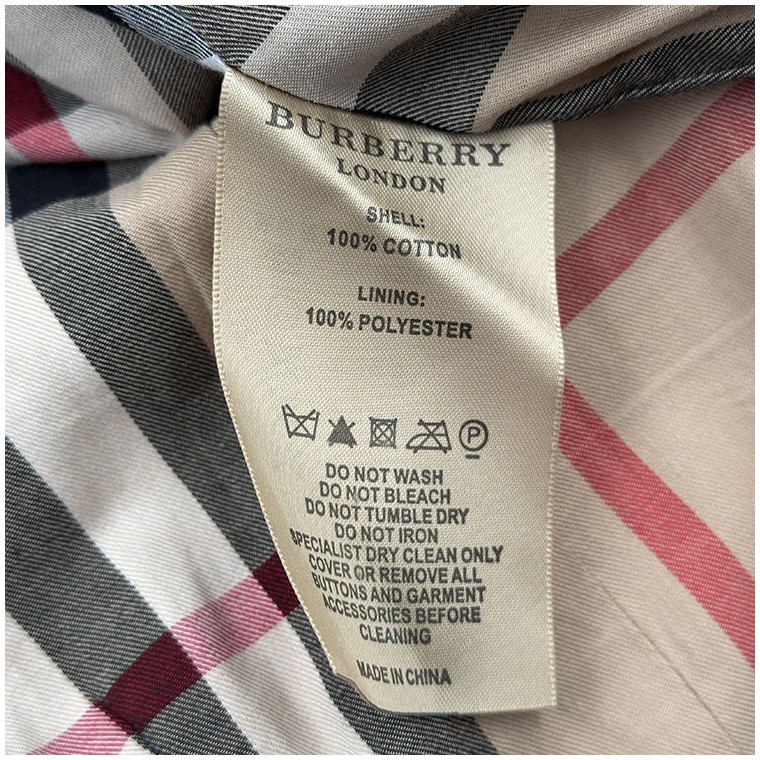 BURBERRY
LONDON
SHELL:
100% COTTON
LINING:
100% POLYESTER
P
DO NOT WASH
DO NOT BLEACH
DO NOT TUMBLE DRY
DO NOT IRON
SPECIALIST DRY CLEAN ONLY
COVER OR REMOVE ALL
BUTTONS AND GARMENT
ACCESSORIES BEFORE
CLEANING
MADE IN CHINA